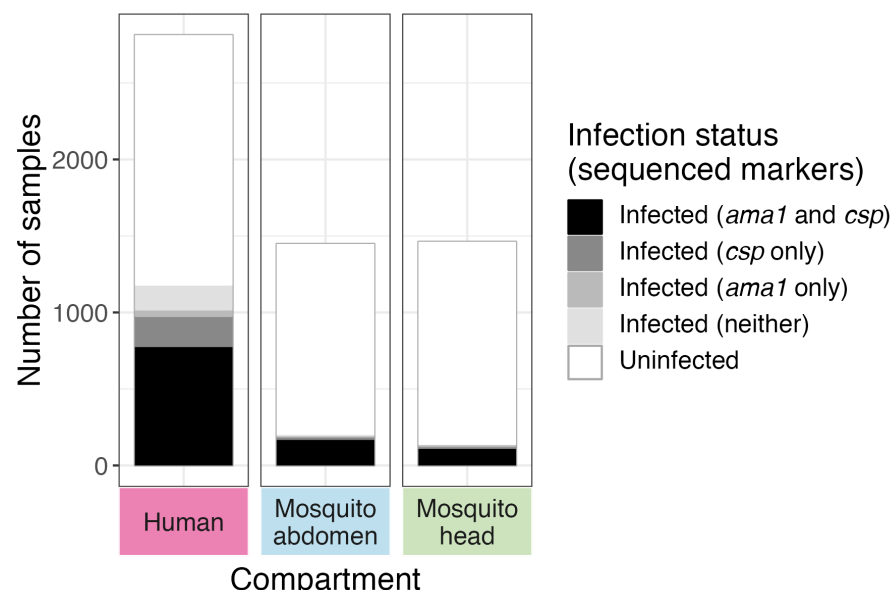 Number of samples
2000
1000
0
Human
Mosquito
abdomen
Mosquito
head
Compartment
Infection status
(sequenced markers)
Infected (ama1 and csp)
Infected (csp only)
Infected (ama1 only)
Infected (neither)
Uninfected